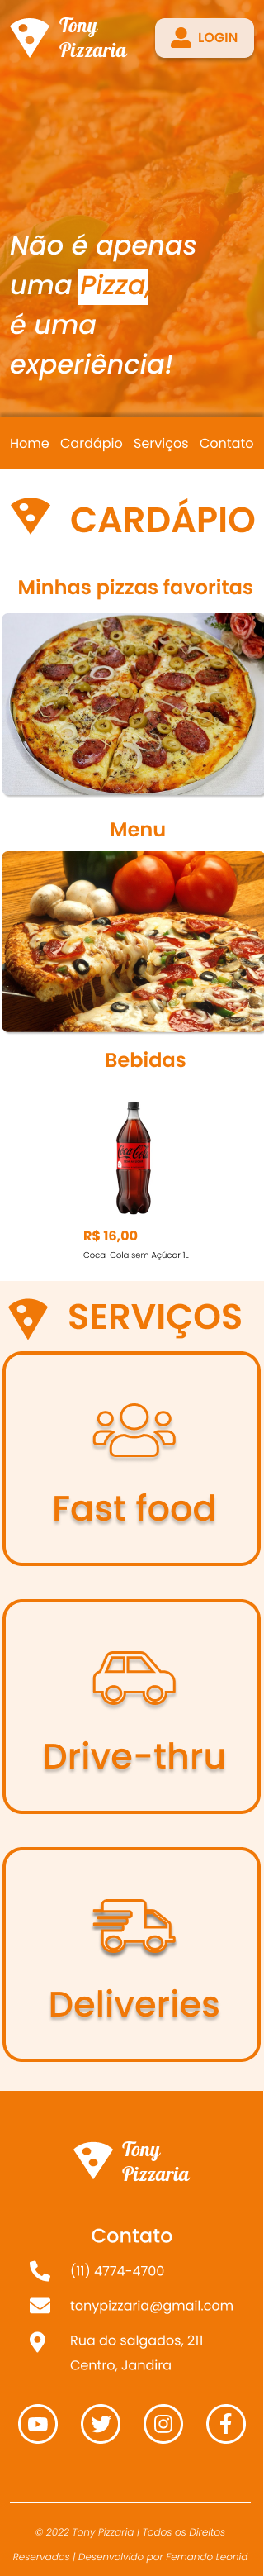 Tony
Pizzaria
LOGIN
Não é apenas
uma Pizza,
é uma
experiência!
Home Cardápio Serviços Contato
CARDÁPIO
Minhas pizzas favoritas
Menu
Bebidas
Coca-Cola
R$ 16,00
Coca-Cola sem Açúcar 1L
SERVIÇOS
Fast food
Drive-thru
Deliveries
Tony
Pizzaria
Contato
(11) 4774-4700
tonypizzaria@gmail.com
Rua do salgados, 211
Centro, Jandira
© 2022 Tony Pizzaria | Todos os Direitos
Reservados | Desenvolvido por Fernando Leonid